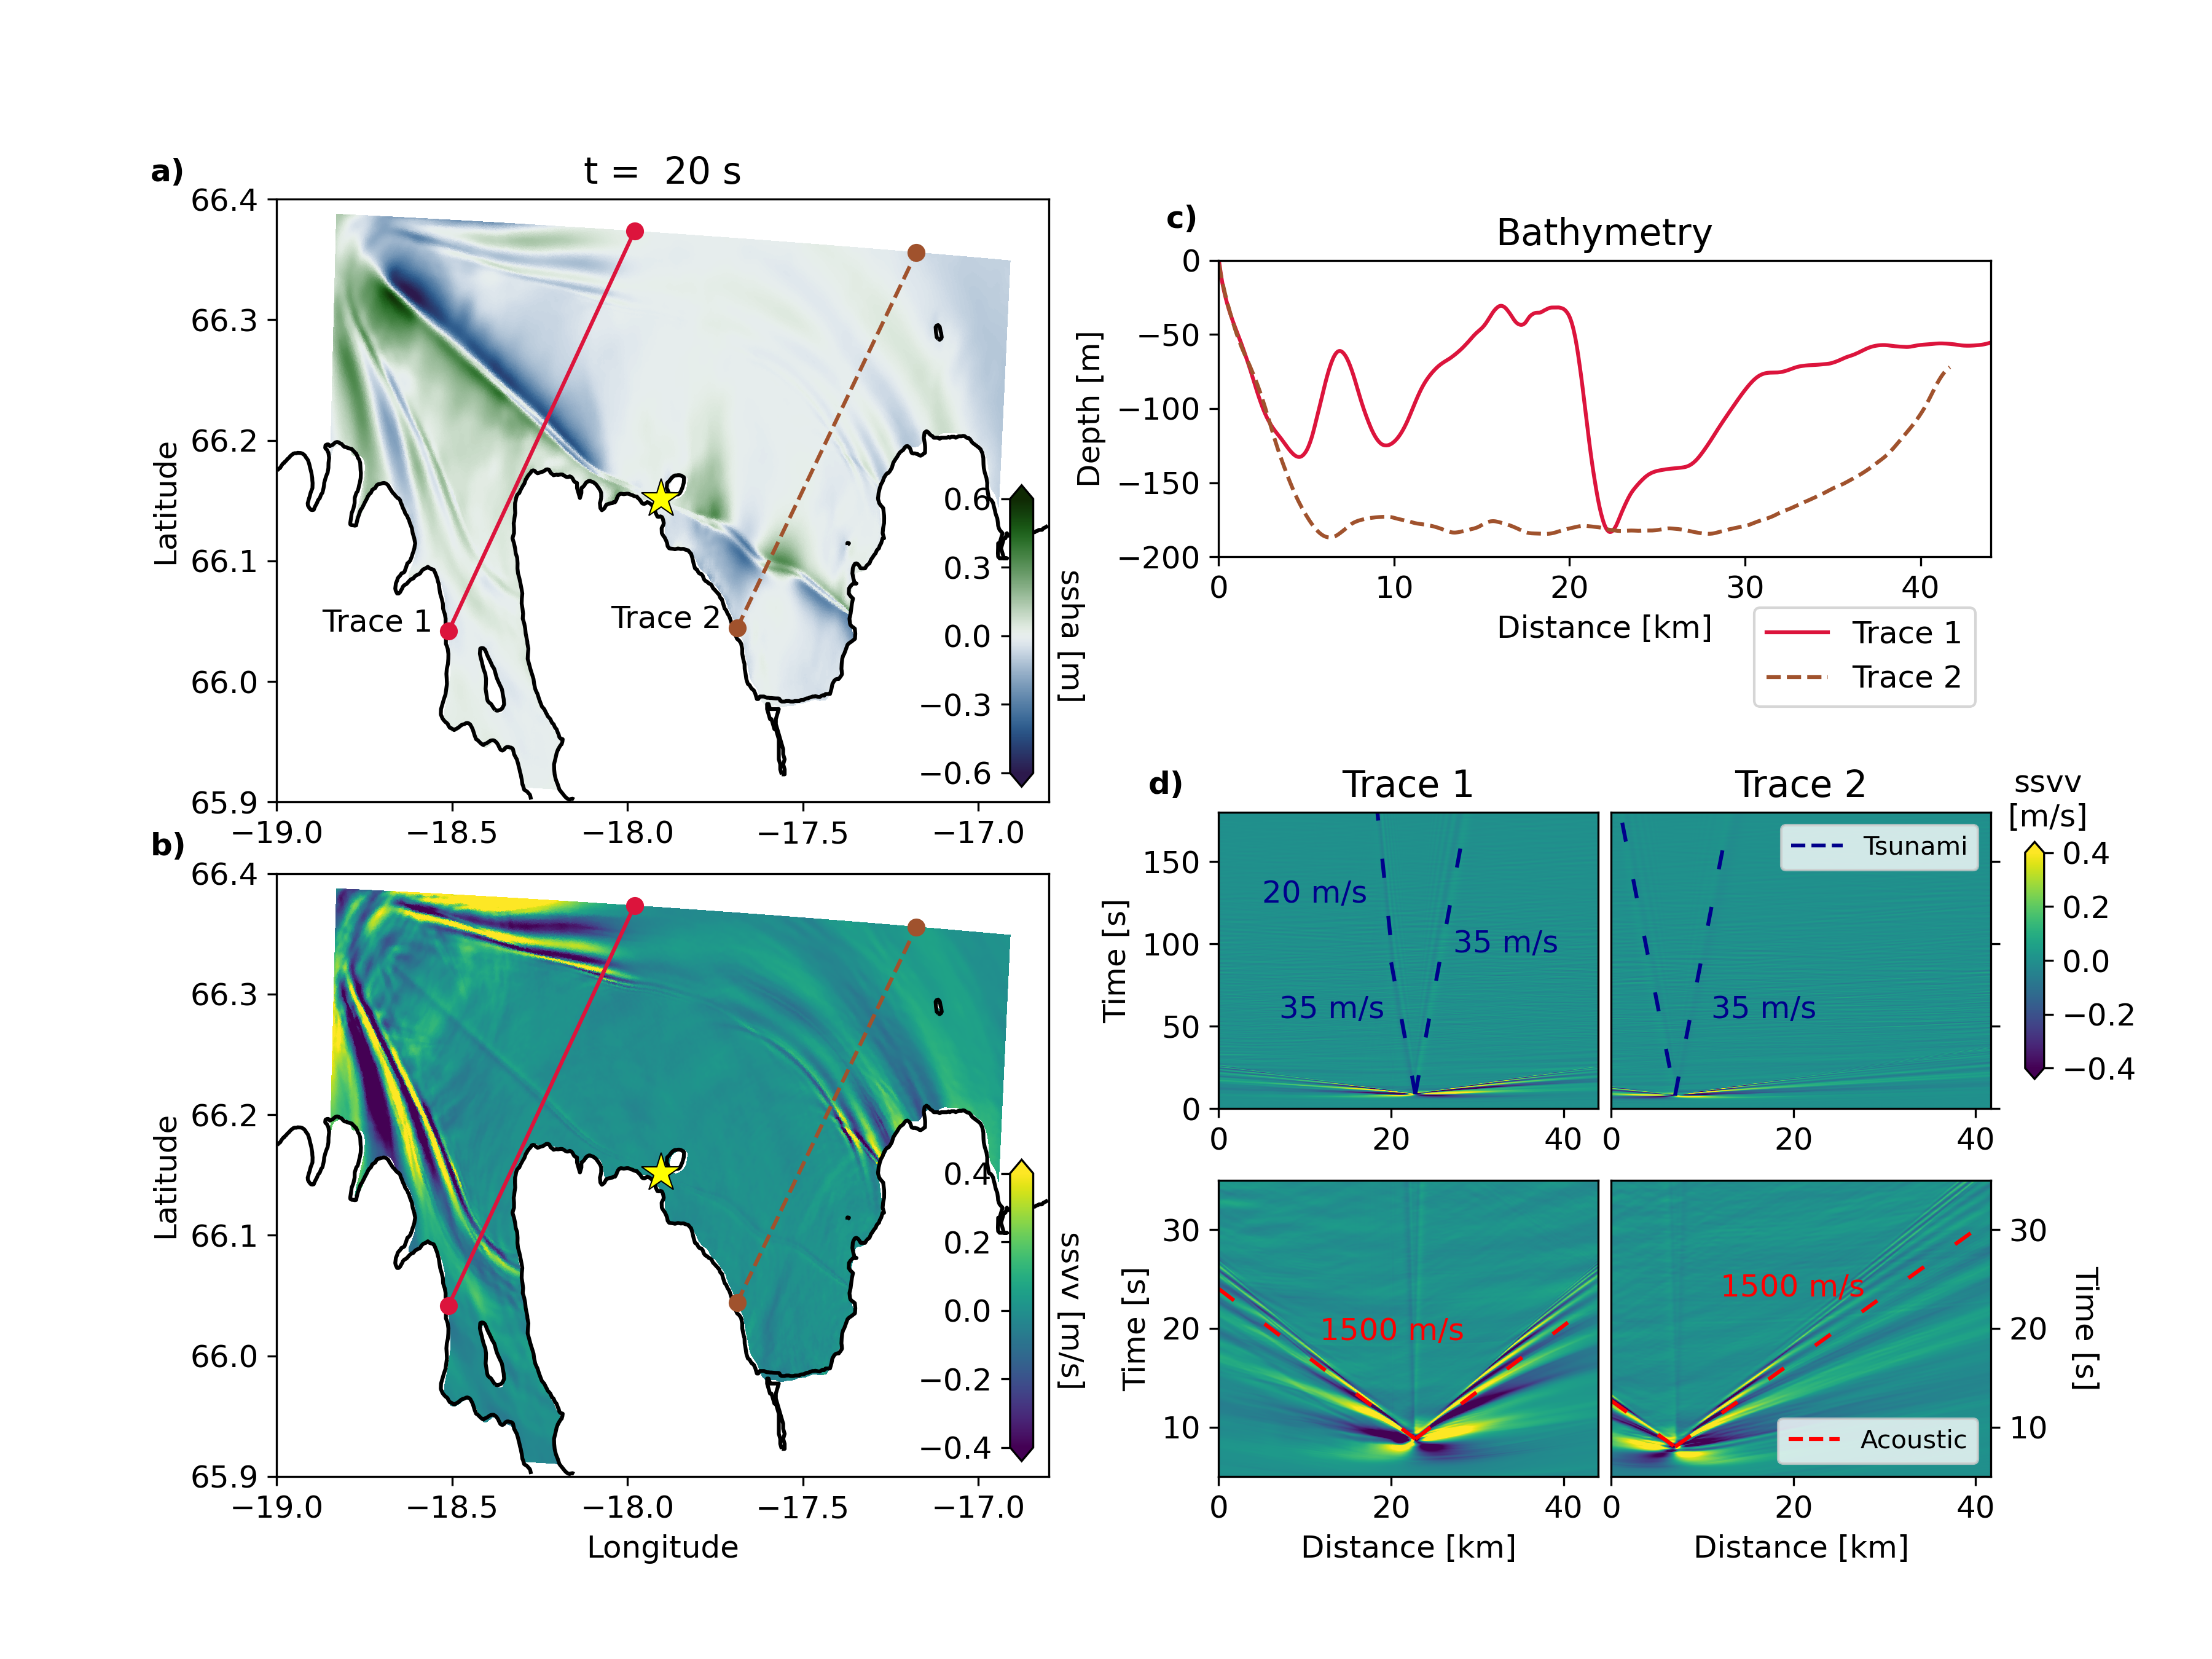 a)
t = 20 s
66.4
66.3
66.2
66.1
66.0
65.9
Latitude
−19.0
−18.5
−18.0
−17.5
−17.0
Trace 1
Trace 2
0.6
0.3
0.0
−0.3
−0.6
ssha [m]
b)
66.4
66.3
66.2
66.1
66.0
65.9
Latitude
−19.0
−18.5
−18.0
−17.5
−17.0
Longitude
0.4
0.2
0.0
−0.2
−0.4
ssvv [m/s]
c)
Bathymetry
0
−50
−100
−150
−200
Depth [m]
0
10
20
30
40
Distance [km]
Trace 1
Trace 2
d)
Trace 1
Trace 2
ssvv
[m/s]
150
100
50
0
Time [s]
20 m/s
35 m/s
35 m/s
0
20
40
Tsunami
35 m/s
0
20
40
0.4
0.2
0.0
−0.2
−0.4
30
20
10
Time [s]
1500 m/s
0
20
40
Distance [km]
1500 m/s
Acoustic
30
20
10
Time [s]
0
20
40
Distance [km]